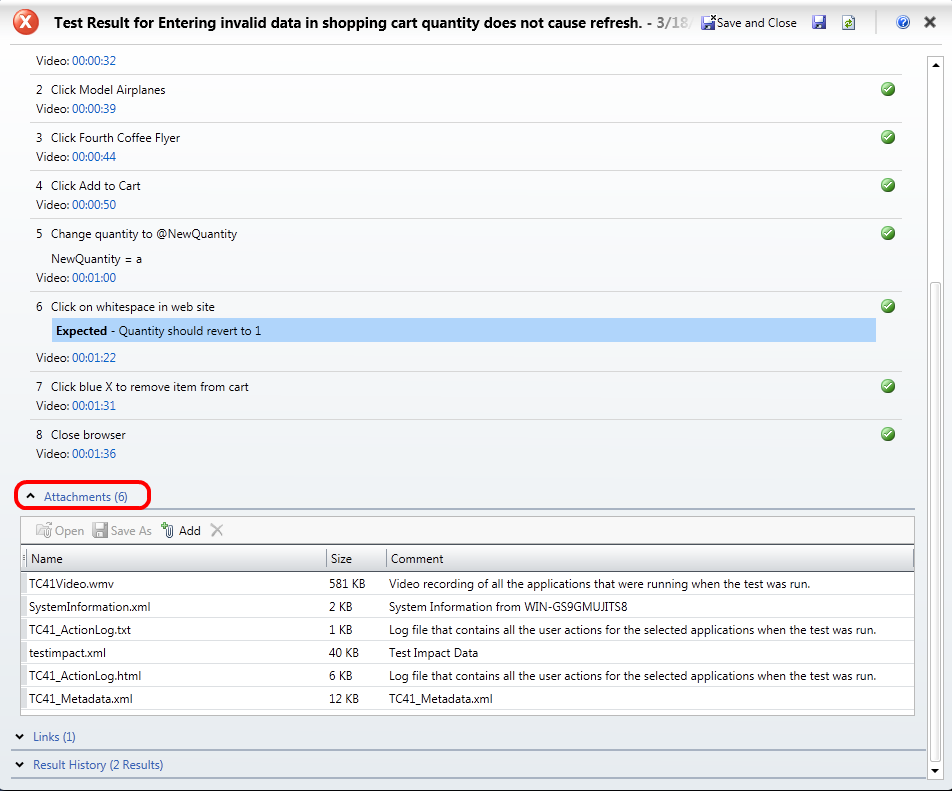 Test Result for Entering invalid data in shopping cart quantity does not cause refresh. - 3/18/ Save and Close
Video: 00:00:32
2 Click Model Airplanes
Video: 00:00:39
3 Click Fourth Coffee Flyer
Video: 00:00:44
4 Click Add to Cart
Video: 00:00:50
5 Change quantity to @NewQuantity
NewQuantity = a
Video: 00:01:00
6 Click on whitespace in web site
Expected - Quantity should revert to 1
Video: 00:01:22
7 Click blue X to remove item from cart
Video: 00:01:31
8 Close browser
Video: 00:01:36
Attachments (6)
Open Save As Add
Name Size Comment
TC41Video.wmv 581 KB Video recording of all the applications that were running when the test was run.
SystemInformation.xml 2 KB System Information from WIN-GS9GMUJITS8
TC41_ActionLog.txt 1 KB Log file that contains all the user actions for the selected applications when the test was run.
testimpact.xml 40 KB Test Impact Data
TC41_ActionLog.html 6 KB Log file that contains all the user actions for the selected applications when the test was run.
TC41_Metadata.xml 12 KB TC41_Metadata.xml
Links (1)
Result History (2 Results)